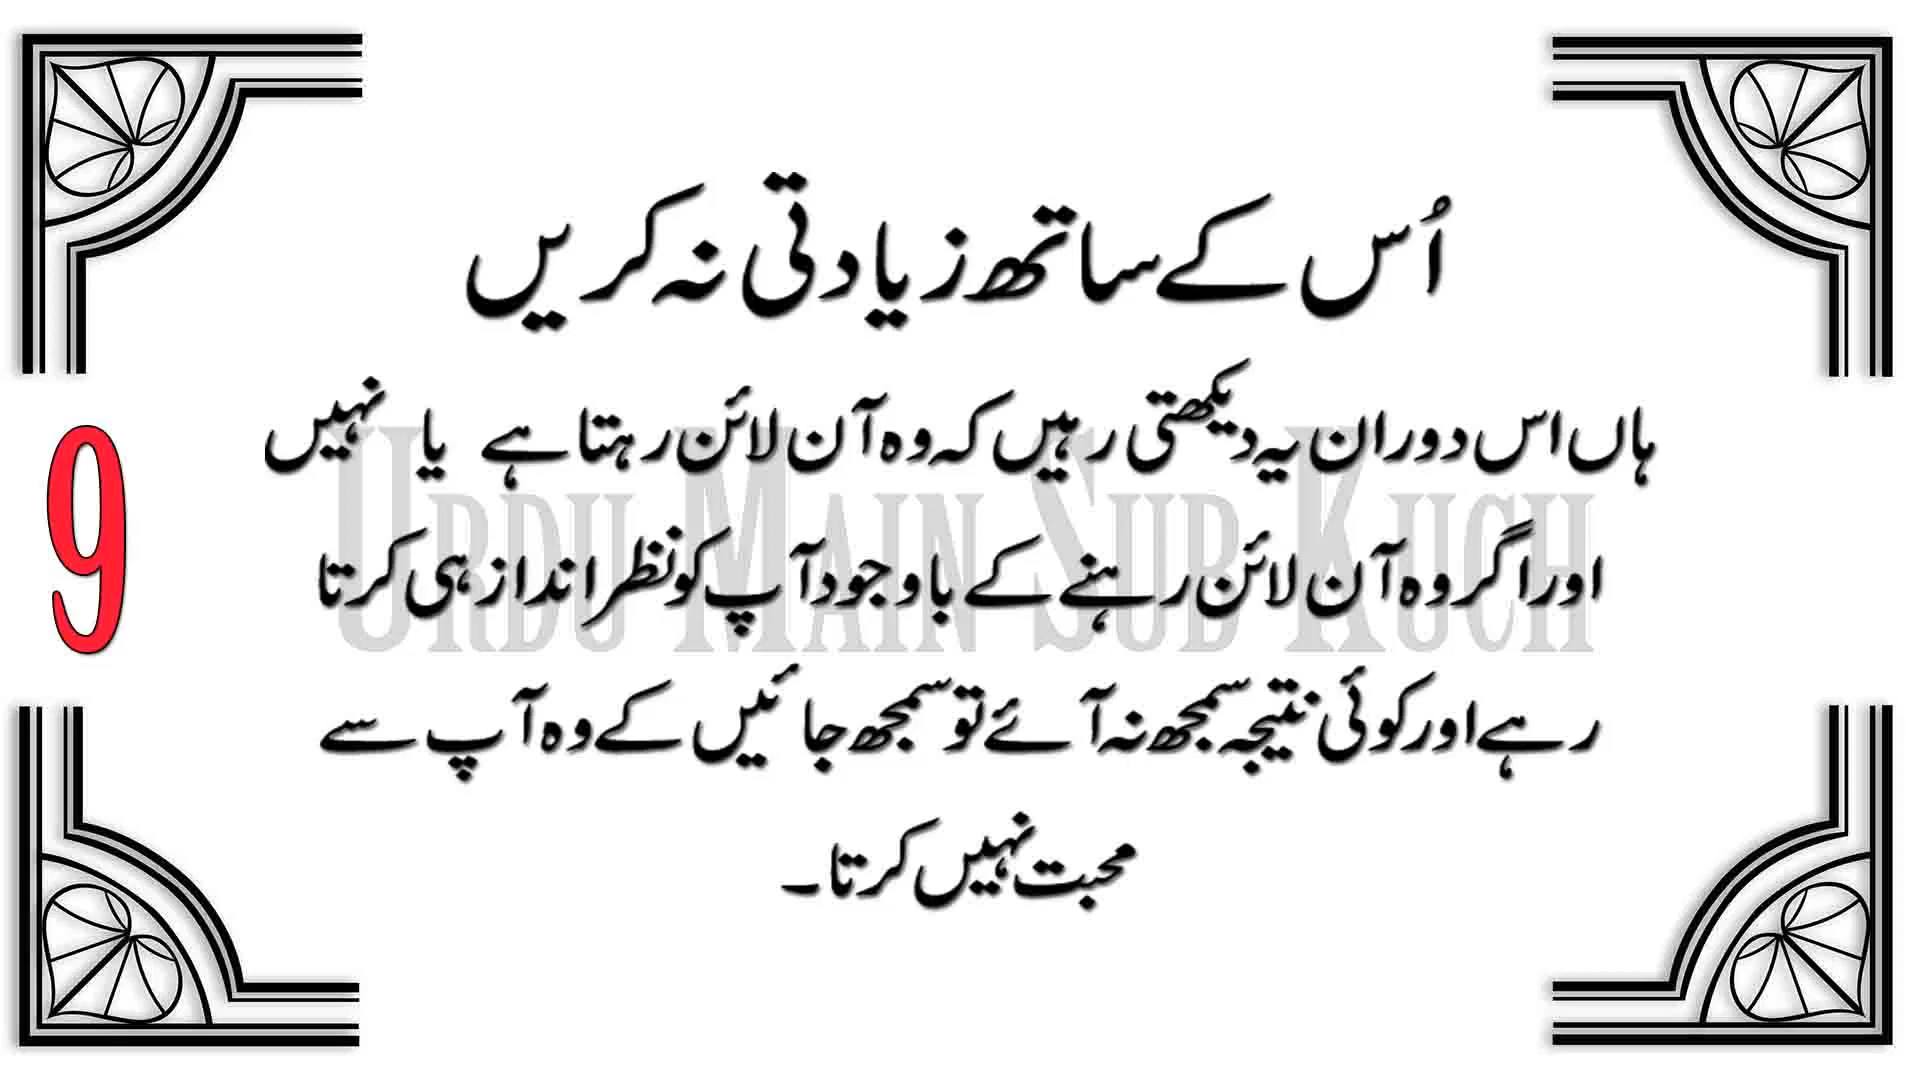 اُس کے ساتھ زیادتی نہ کریں
ہاں اس دوران یہ دیکھتی رہیں کہ وہ آن لائن رہتا ہے یا نہیں
اور اگر وہ آن لائن رہنے کے باوجود آپ کو نظر انداز ہی کرتا
رہے اور کوئی نتیجہ سمجھ نہ آئے تو سمجھ جائیں کے وہ آپ سے
محبت نہیں کرتا۔
9
URDU MAIN SUB KUCH